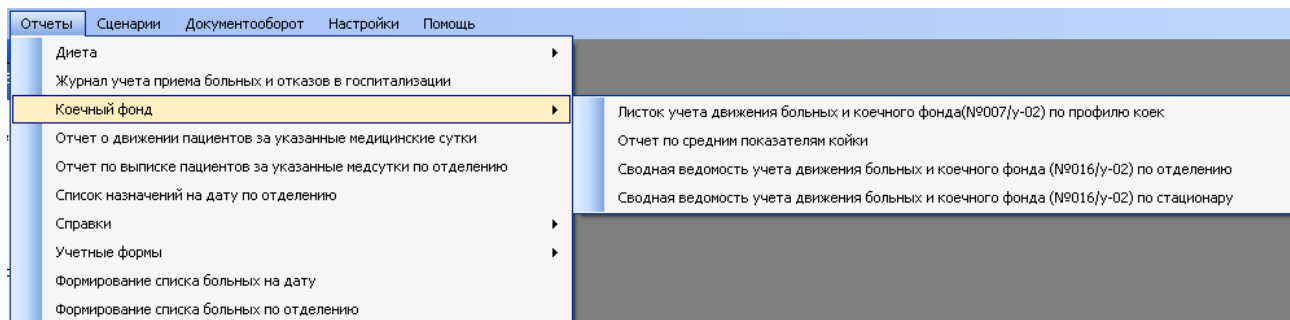 Отчеты Сценарии Документооборот Настройки Помощь
Диета
Журнал учета приема больных и отказов в госпитализации
Коечный фонд
Листок учета движения больных и коечного фонда(№007/у-02) по профилю коек
Отчет о движении пациентов за указанные медицинские сутки
Отчет по средним показателям койки
Отчет по выписке пациентов за указанные медсутки по отделению
Сводная ведомость учета движения больных и коечного фонда (№016/у-02) по отделению
Список назначений на дату по отделению
Сводная ведомость учета движения больных и коечного фонда (№016/у-02) по стационару
Справки
Учетные формы
Формирование списка больных на дату
Формирование списка больных по отделению